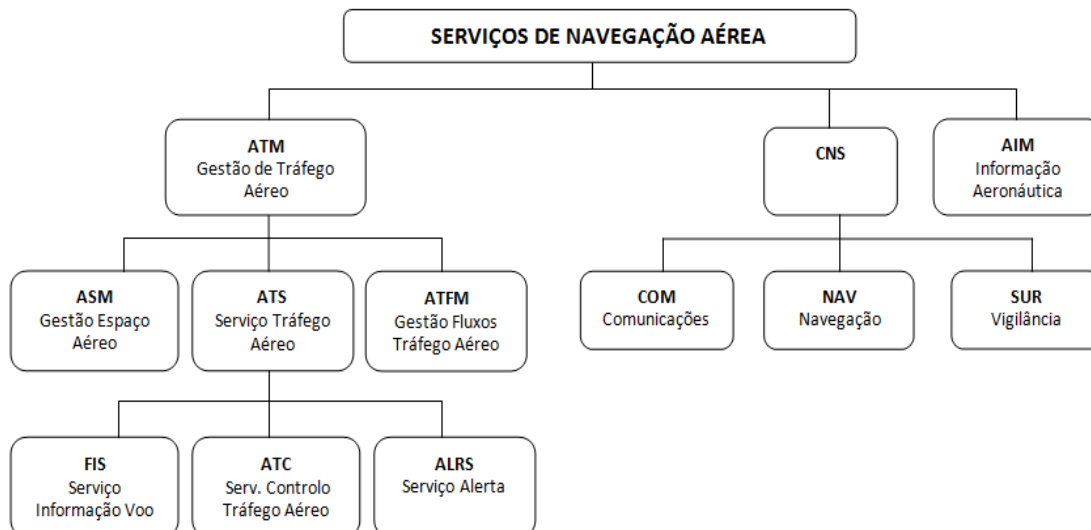 SERVIÇOS DE NAVEGAÇÃO AÉREA
ATM
Gestão de Tráfego
Aéreo
CNS
AIM
Informação
Aeronáutica
ASM
Gestão Espaço
Aéreo
ATS
Serviço Tráfego
Aéreo
ATFM
Gestão Fluxos
Tráfego Aéreo
COM
Comunicações
NAV
Navegação
SUR
Vigilância
FIS
Serviço
Informação Voo
ATC
Serv. Controlo
Tráfego Aéreo
ALRS
Serviço Alerta